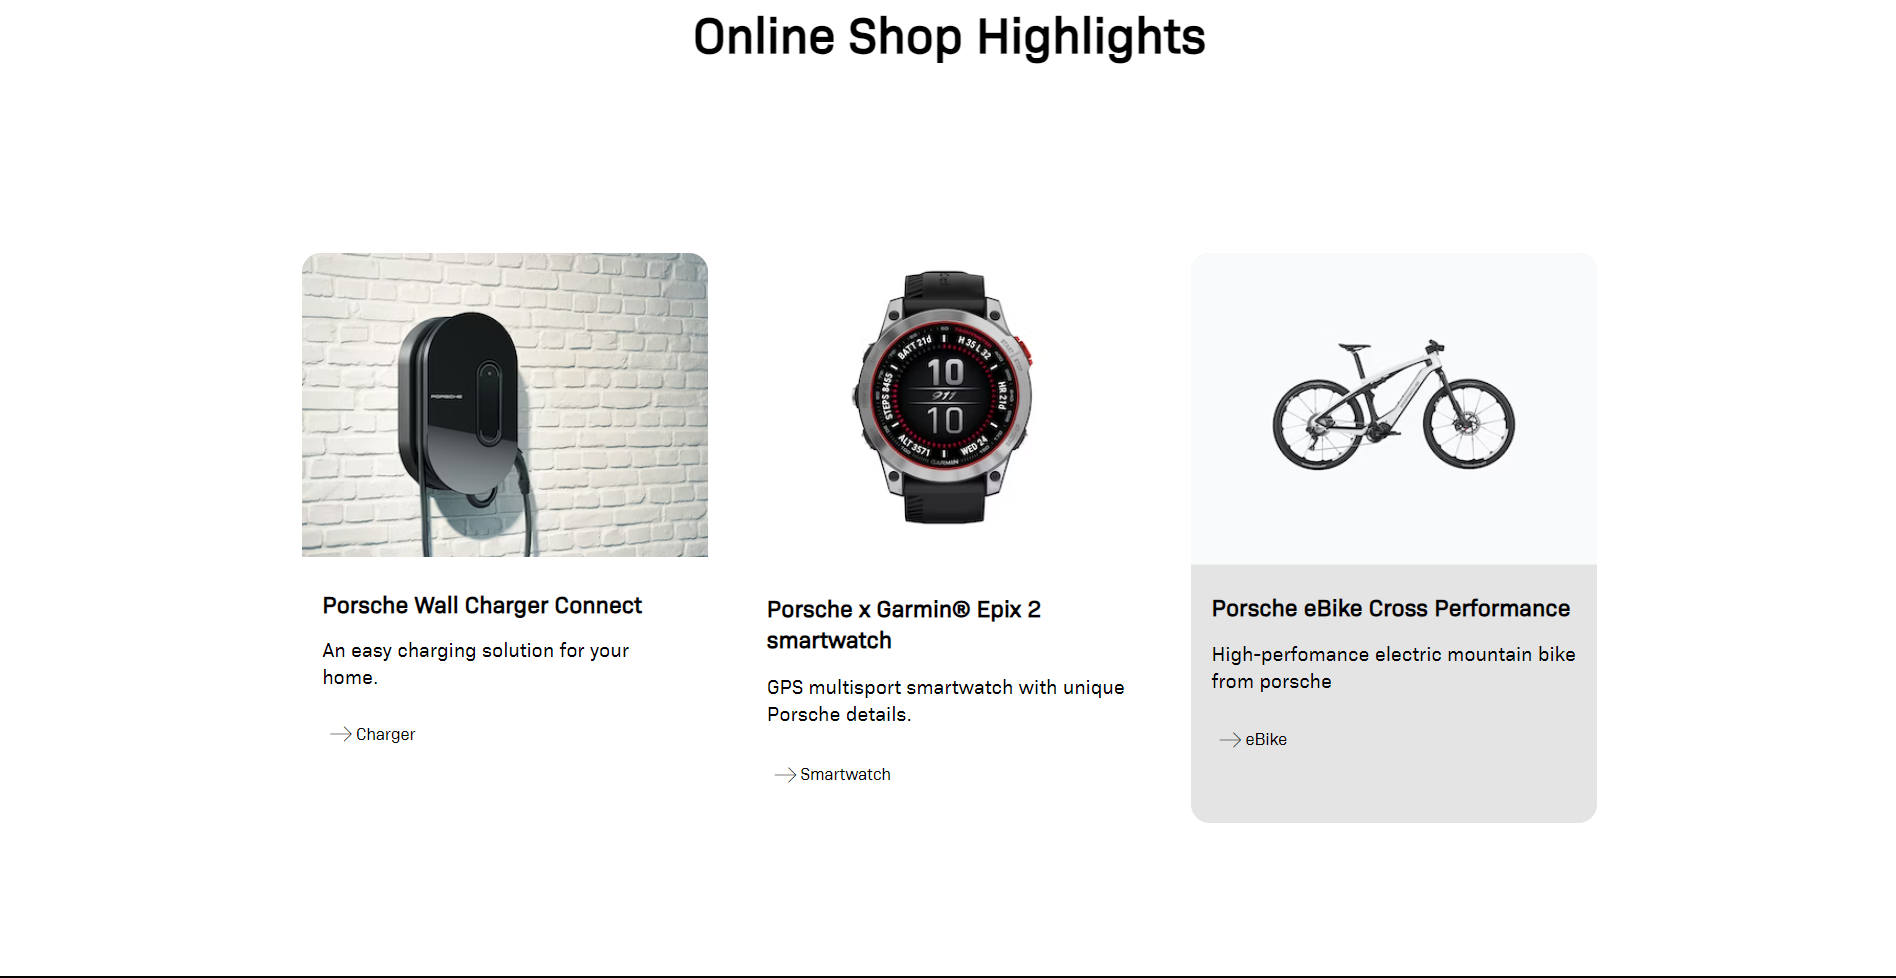 Online Shop Highlights
PORSCHE
BATT 21d
H 35 L 32
STEPS 8455
10
911
10
HR 21d
ALT 3571
WED 24
GARMIN
Porsche Wall Charger Connect
An easy charging solution for your
home.
Charger
Porsche x Garmin® Epix 2
smartwatch
GPS multisport smartwatch with unique
Porsche details.
Smartwatch
Porsche eBike Cross Performance
High-perfomance electric mountain bike
from porsche
eBike